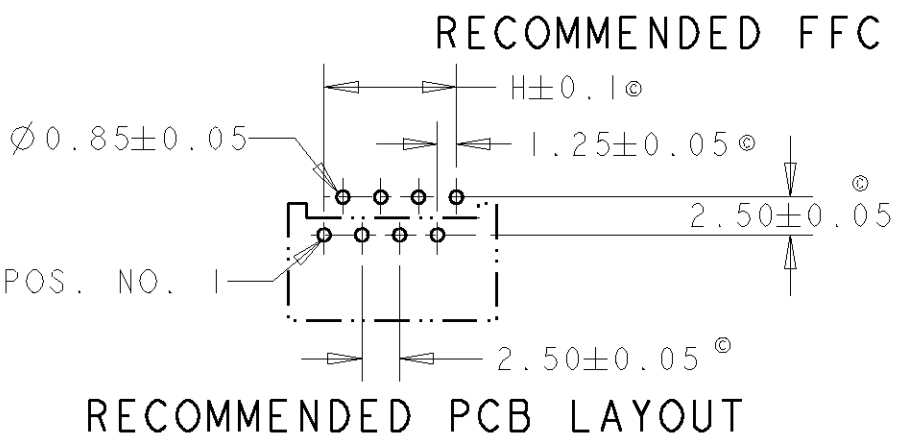 RECOMMENDED FFC
H±0.1©
Ø0.85±0.05
1.25±0.05©
©
2.50±0.05
POS. NO. 1
2.50±0.05©
RECOMMENDED PCB LAYOUT